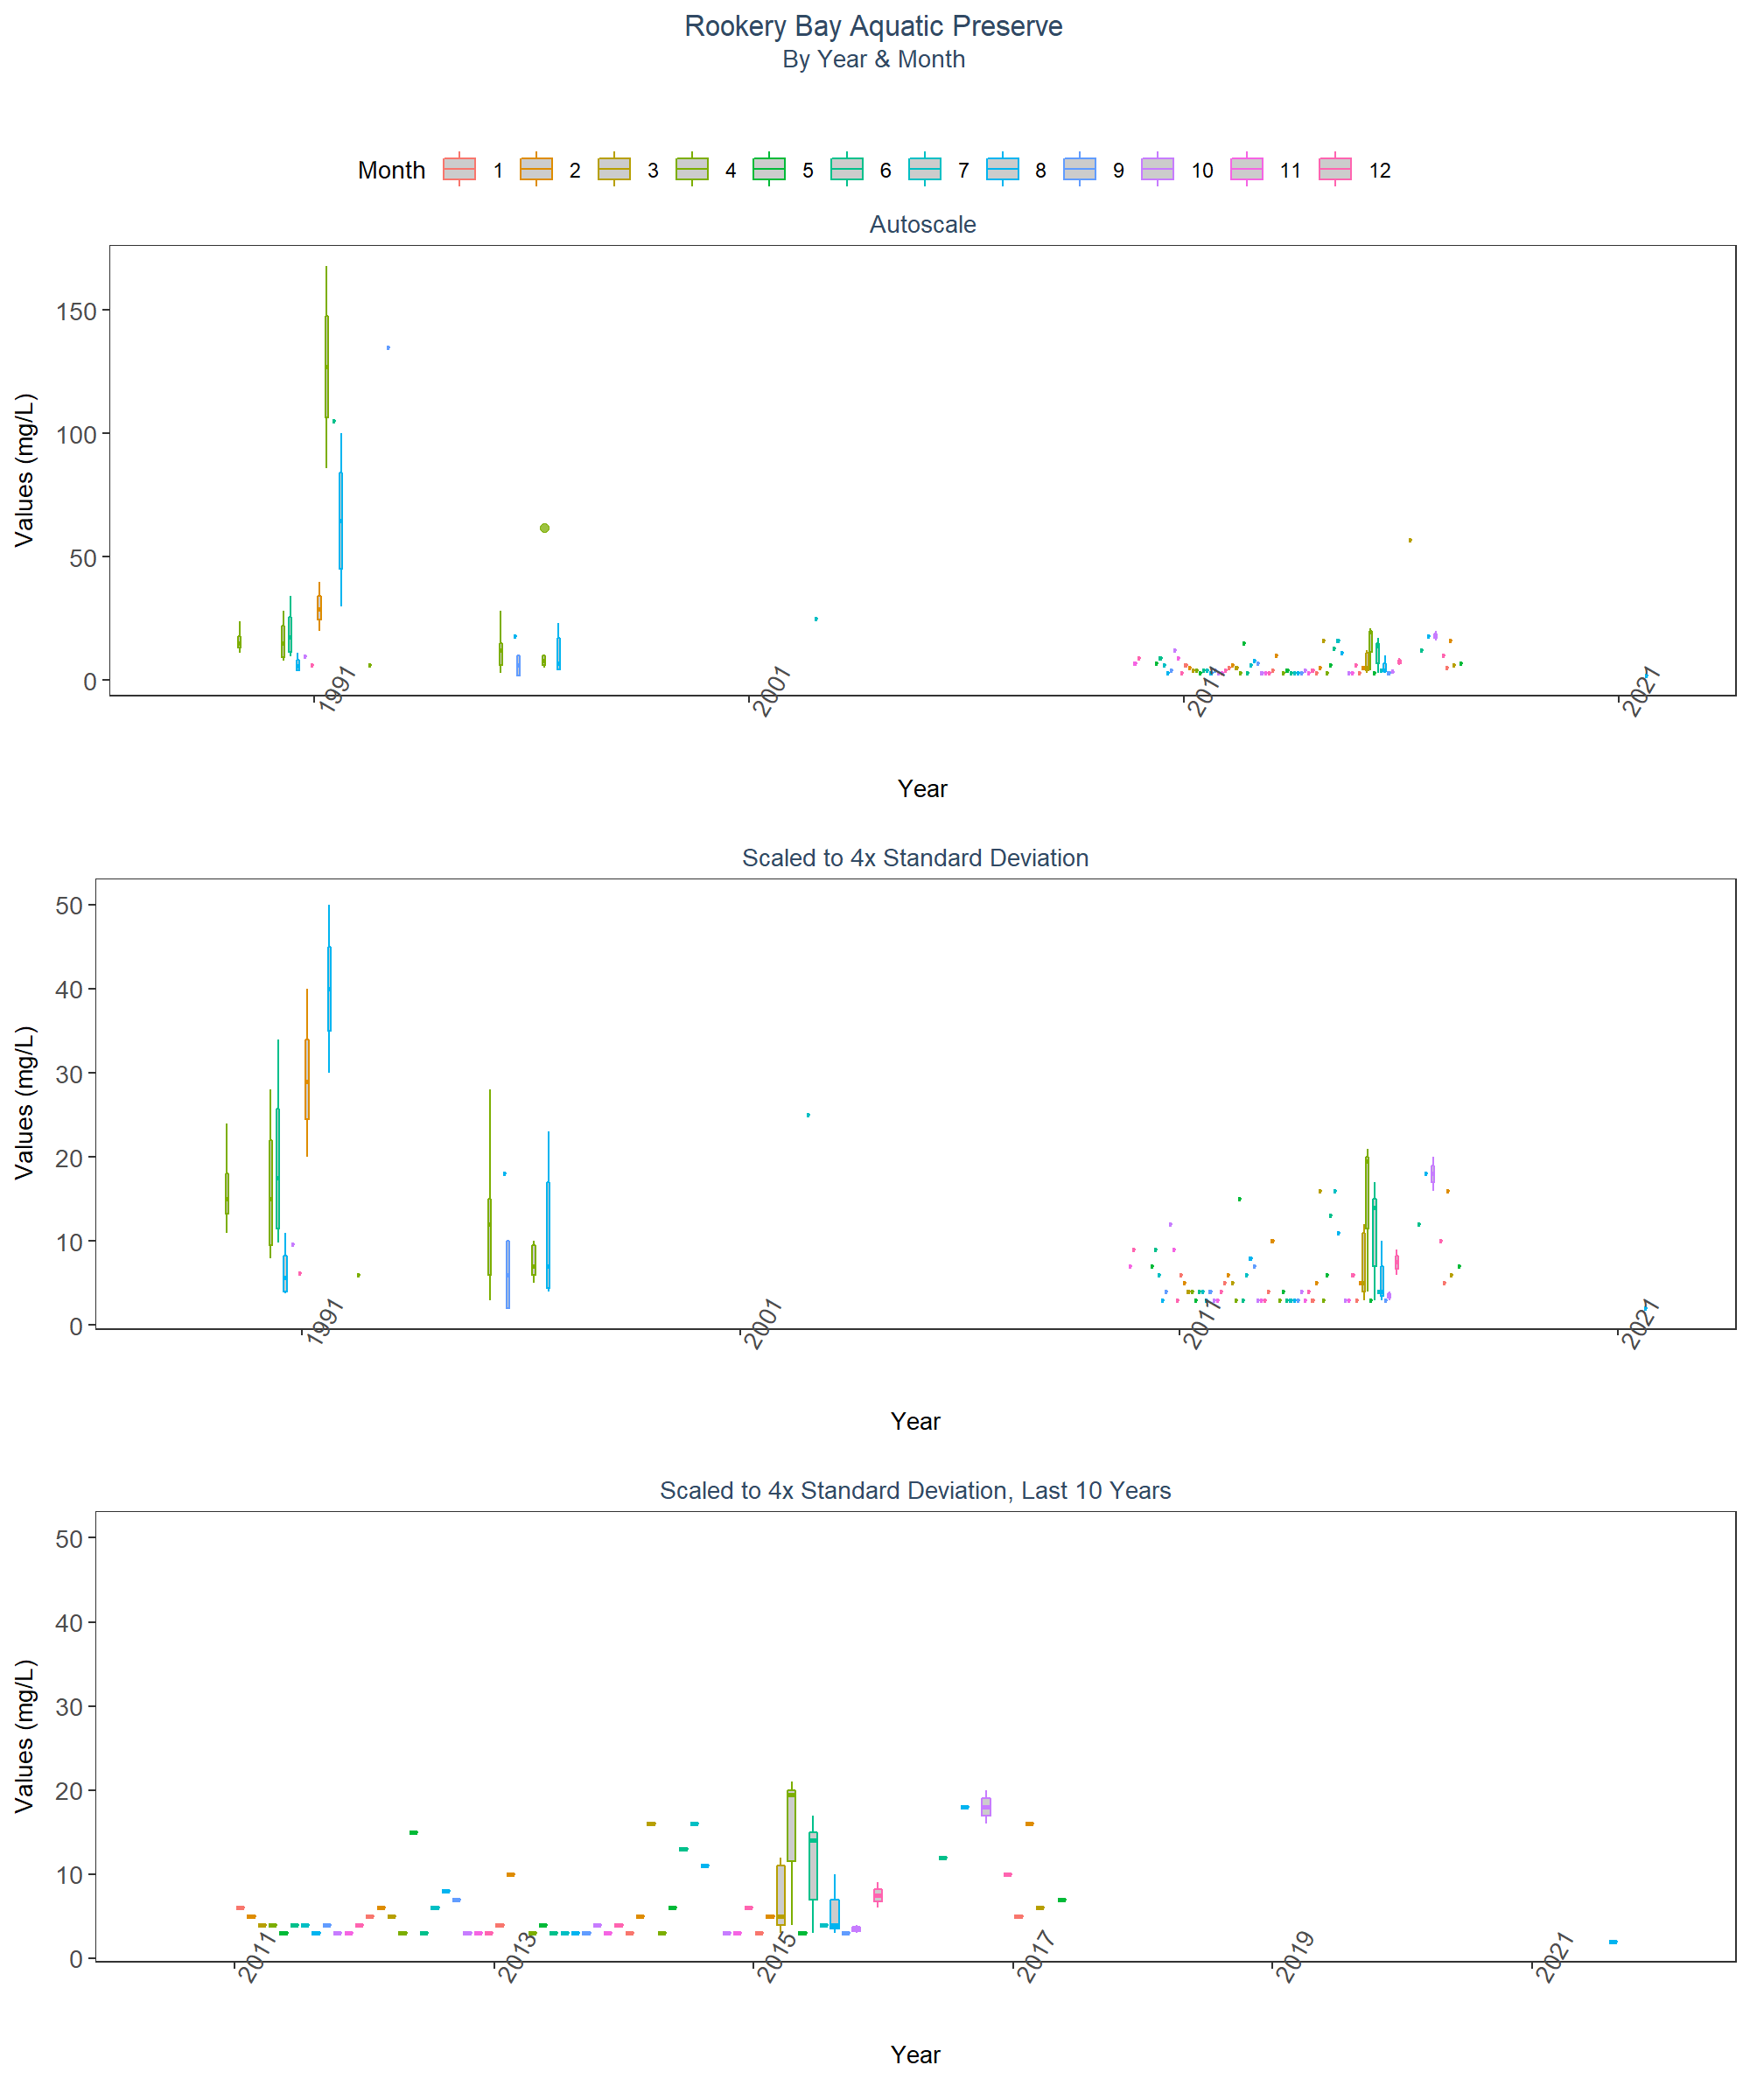 Rookery Bay Aquatic Preserve
By Year & Month
Month 1 2 3 4 5 6 7 8 9 10 11 12
Autoscale
Values (mg/L)
150
100
50
0
1991 2001 2011 2021
Year
Scaled to 4x Standard Deviation
Values (mg/L)
50
40
30
20
10
0
1991 2001 2011 2021
Year
Scaled to 4x Standard Deviation, Last 10 Years
Values (mg/L)
50
40
30
20
10
0
2011 2013 2015 2017 2019 2021
Year